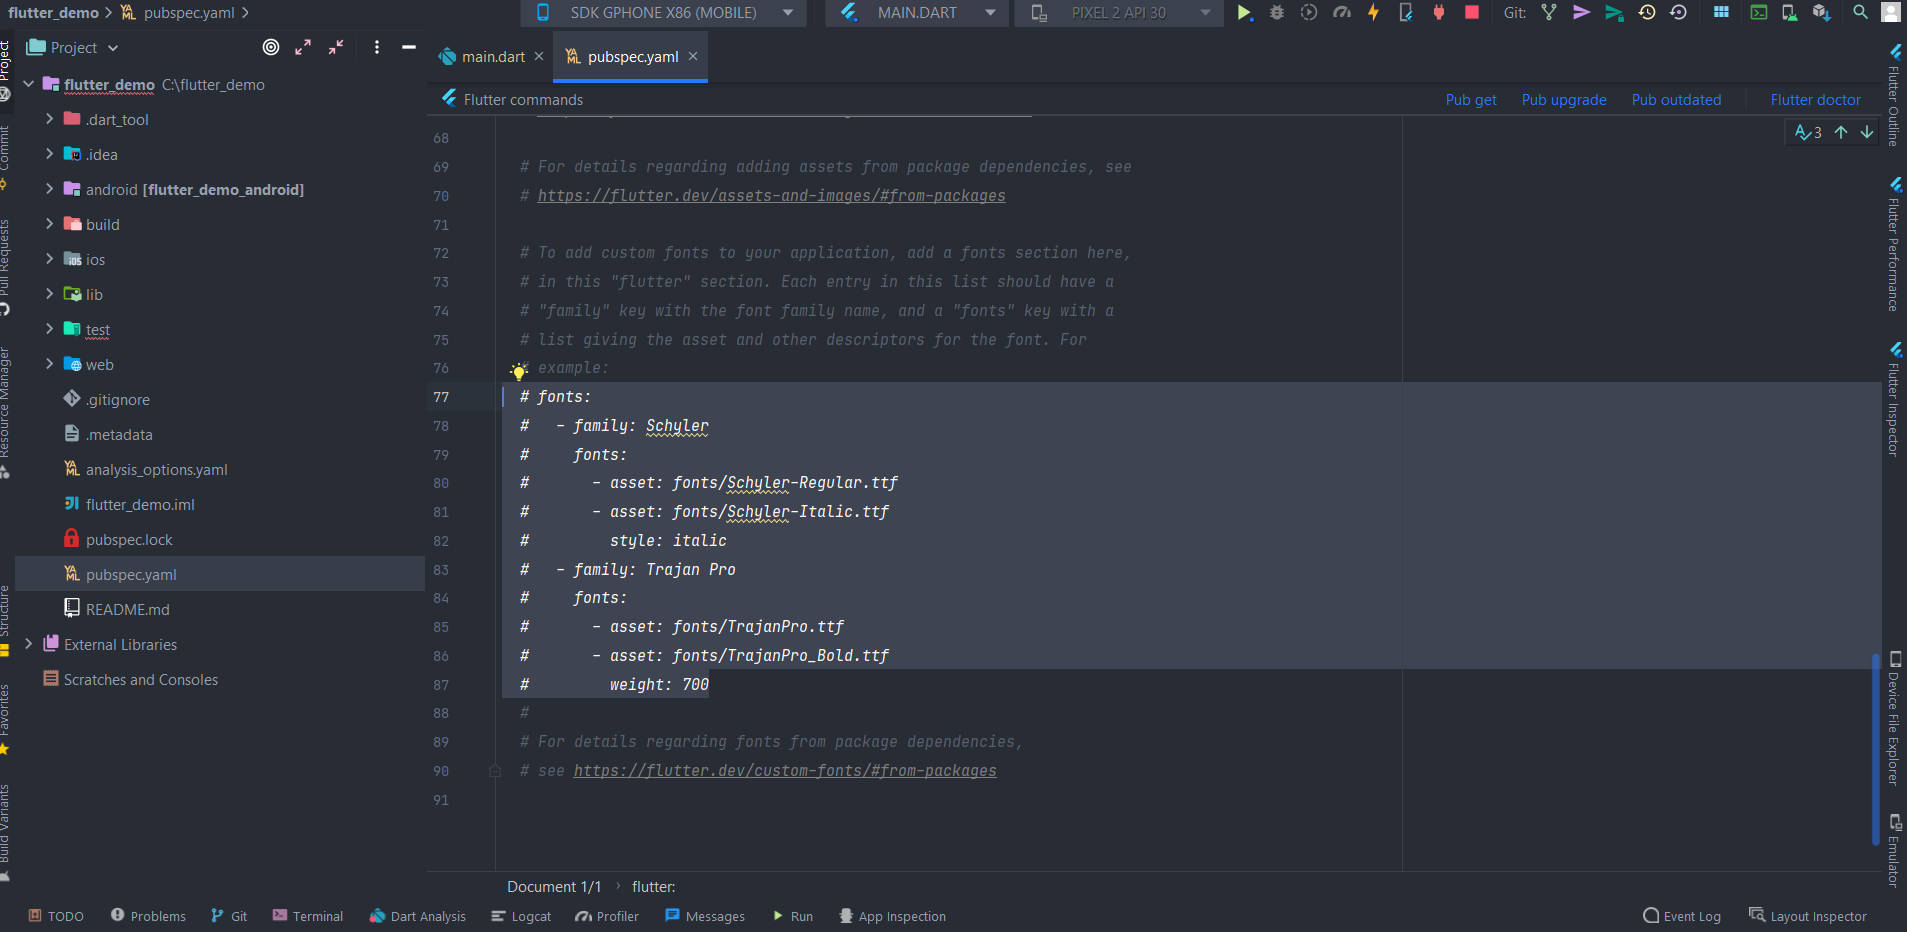 flutter_demo pubspec.yaml
SDK GPHONE X86 (MOBILE)
MAIN.DART
PIXEL 2 API 30
Git:
Project
main.dart
pubspec.yaml
Flutter commands
Pub get
Pub upgrade
Pub outdated
Flutter doctor
3
flutter_demo C:\flutter_demo
.dart_tool
.idea
android [flutter_demo_android]
build
ios
lib
test
web
.gitignore
.metadata
analysis_options.yaml
flutter_demo.iml
pubspec.lock
pubspec.yaml
README.md
External Libraries
Scratches and Consoles
68
69 # For details regarding adding assets from package dependencies, see
70 # https://flutter.dev/assets-and-images/#from-packages
71
72 # To add custom fonts to your application, add a fonts section here,
73 # in this "flutter" section. Each entry in this list should have a
74 # "family" key with the font family name, and a "fonts" key with a
75 # list giving the asset and other descriptors for the font. For
76 # example:
77 # fonts:
78 #   - family: Schyler
79 #     fonts:
80 #       - asset: fonts/Schyler-Regular.ttf
81 #       - asset: fonts/Schyler-Italic.ttf
82 #         style: italic
83 #   - family: Trajan Pro
84 #     fonts:
85 #       - asset: fonts/TrajanPro.ttf
86 #       - asset: fonts/TrajanPro_Bold.ttf
87 #         weight: 700
88 #
89 # For details regarding fonts from package dependencies,
90 # see https://flutter.dev/custom-fonts/#from-packages
91
Document 1/1 › flutter:
Project
Commit
Pull Requests
Resource Manager
Structure
Favorites
Build Variants
Flutter Outline
Flutter Performance
Flutter Inspector
Device File Explorer
Emulator
TODO
Problems
Git
Terminal
Dart Analysis
Logcat
Profiler
Messages
Run
App Inspection
Event Log
Layout Inspector